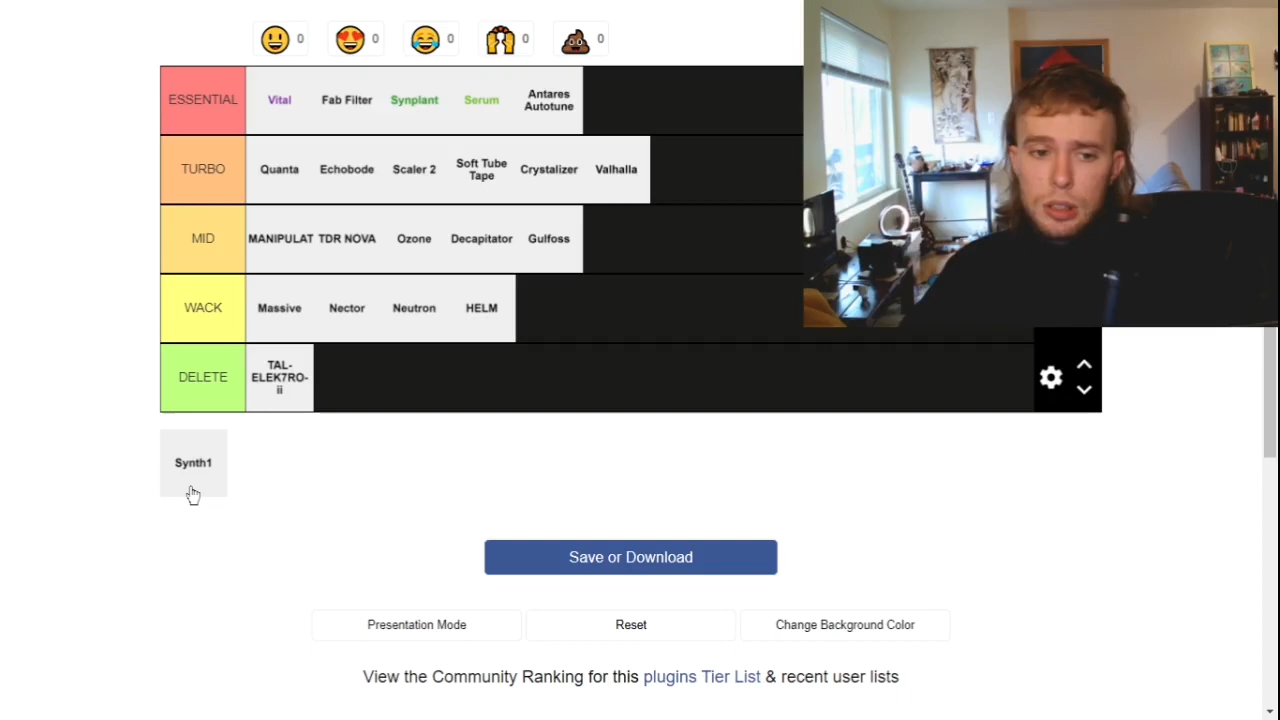 0 0 0 0 0
ESSENTIAL Vital Fab Filter Synplant Serum Antares
Autotune
TURBO Quanta Echobode Scaler 2 Soft Tube
Tape Crystalizer Valhalla
MID MANIPULAT TDR NOVA Ozone Decapitator Gulfoss
WACK Massive Nector Neutron HELM
DELETE TAL-
ELEK7RO-
ii
Synth1
Save or Download
Presentation Mode Reset Change Background Color
View the Community Ranking for this plugins Tier List & recent user lists